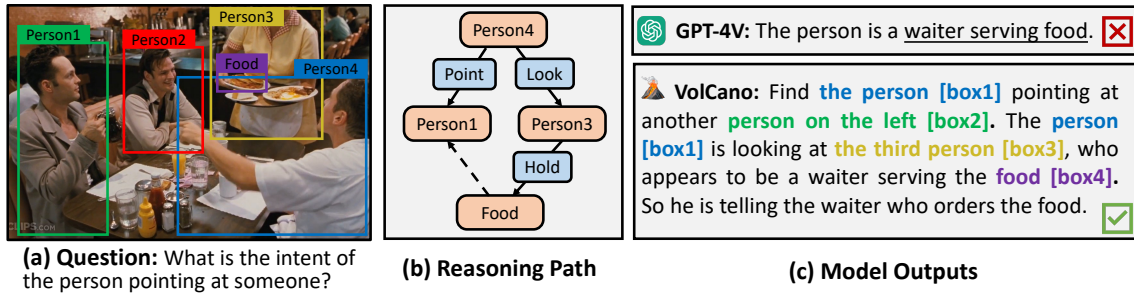 Person1
Person2
Person3
Food
Person4
CLIPS.COM
(a) Question: What is the intent of
the person pointing at someone?
Person4
Point
Look
Person1
Person3
Hold
Food
(b) Reasoning Path
GPT-4V: The person is a waiter serving food.
VolCano: Find the person [box1] pointing at
another person on the left [box2]. The person
[box1] is looking at the third person [box3], who
appears to be a waiter serving the food [box4].
So he is telling the waiter who orders the food.
(c) Model Outputs